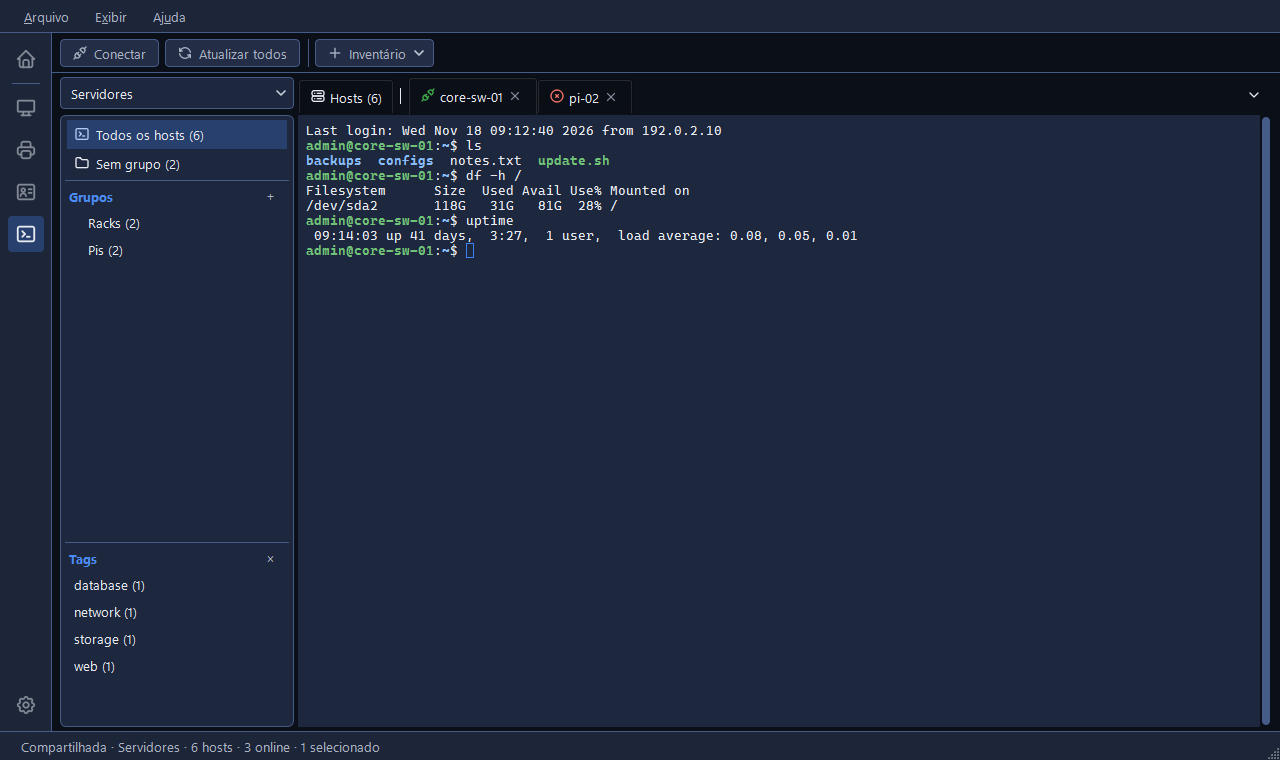 Arquivo Exibir Ajuda
Conectar Atualizar todos Inventário
Servidores
Hosts (6) core-sw-01 pi-02
Todos os hosts (6)
Sem grupo (2)
Grupos +
Racks (2)
Pis (2)
Tags ×
database (1)
network (1)
storage (1)
web (1)
Last login: Wed Nov 18 09:12:40 2026 from 192.0.2.10
admin@core-sw-01:~$ ls
backups  configs  notes.txt  update.sh
admin@core-sw-01:~$ df -h /
Filesystem      Size  Used Avail Use% Mounted on
/dev/sda2       118G   31G   81G  28% /
admin@core-sw-01:~$ uptime
 09:14:03 up 41 days,  3:27,  1 user,  load average: 0.08, 0.05, 0.01
admin@core-sw-01:~$
Compartilhada · Servidores · 6 hosts · 3 online · 1 selecionado